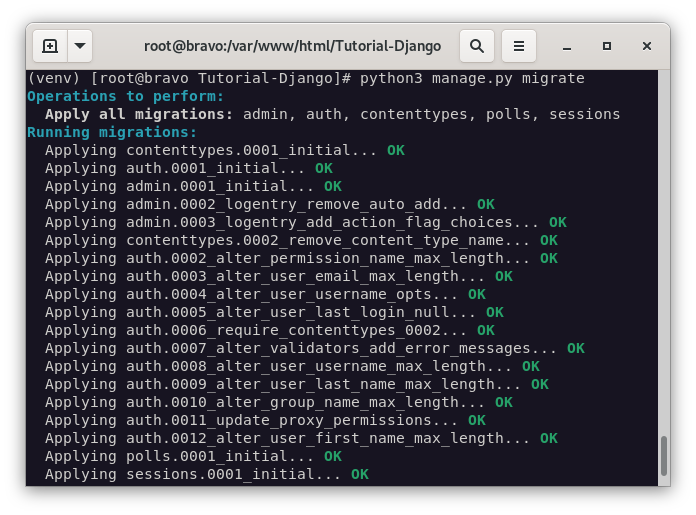 root@bravo:/var/www/html/Tutorial-Django
(venv) [root@bravo Tutorial-Django]# python3 manage.py migrate
Operations to perform:
  Apply all migrations: admin, auth, contenttypes, polls, sessions
Running migrations:
  Applying contenttypes.0001_initial... OK
  Applying auth.0001_initial... OK
  Applying admin.0001_initial... OK
  Applying admin.0002_logentry_remove_auto_add... OK
  Applying admin.0003_logentry_add_action_flag_choices... OK
  Applying contenttypes.0002_remove_content_type_name... OK
  Applying auth.0002_alter_permission_name_max_length... OK
  Applying auth.0003_alter_user_email_max_length... OK
  Applying auth.0004_alter_user_username_opts... OK
  Applying auth.0005_alter_user_last_login_null... OK
  Applying auth.0006_require_contenttypes_0002... OK
  Applying auth.0007_alter_validators_add_error_messages... OK
  Applying auth.0008_alter_user_username_max_length... OK
  Applying auth.0009_alter_user_last_name_max_length... OK
  Applying auth.0010_alter_group_name_max_length... OK
  Applying auth.0011_update_proxy_permissions... OK
  Applying auth.0012_alter_user_first_name_max_length... OK
  Applying polls.0001_initial... OK
  Applying sessions.0001_initial... OK